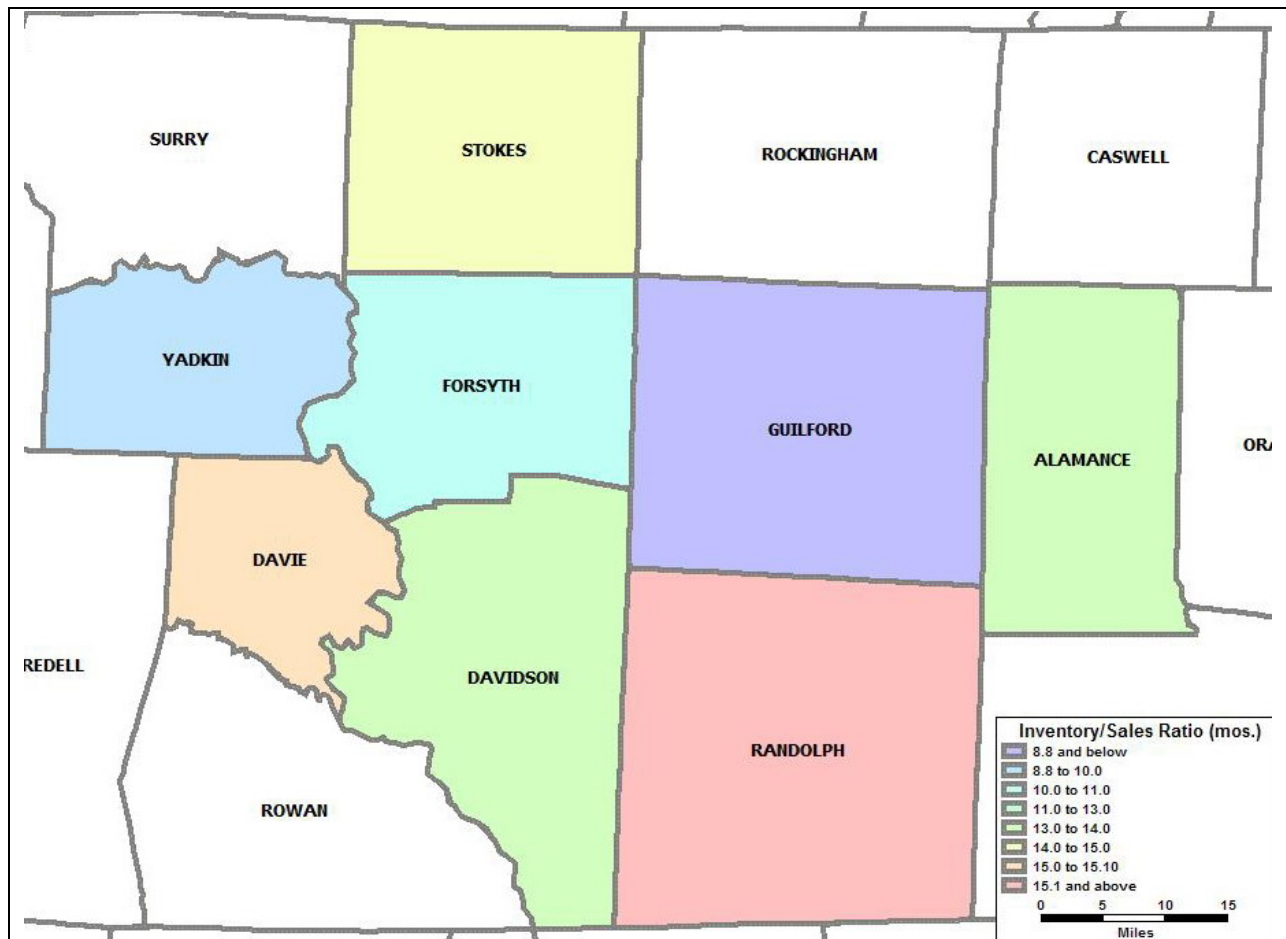 SURRY
STOKES
ROCKINGHAM
CASWELL
YADKIN
FORSYTH
GUILFORD
ALAMANCE
ORA
DAVIE
REDELL
DAVIDSON
RANDOLPH
ROWAN
Inventory/Sales Ratio (mos.)
8.8 and below
8.8 to 10.0
10.0 to 11.0
11.0 to 13.0
13.0 to 14.0
14.0 to 15.0
15.0 to 15.10
15.1 and above
0 5 10 15
Miles